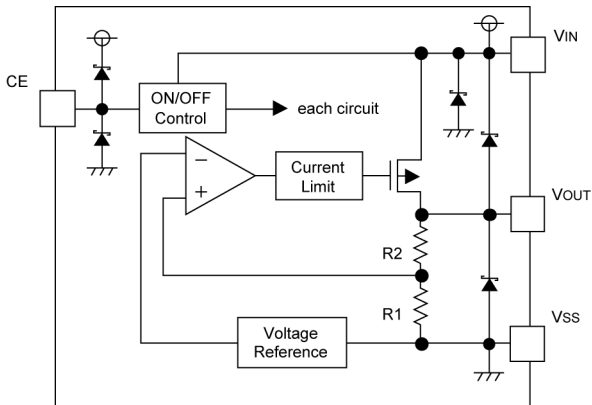 VIN
CE
ON/OFF
Control
each circuit
−
+
Current
Limit
VOUT
R2
R1
Voltage
Reference
VSS